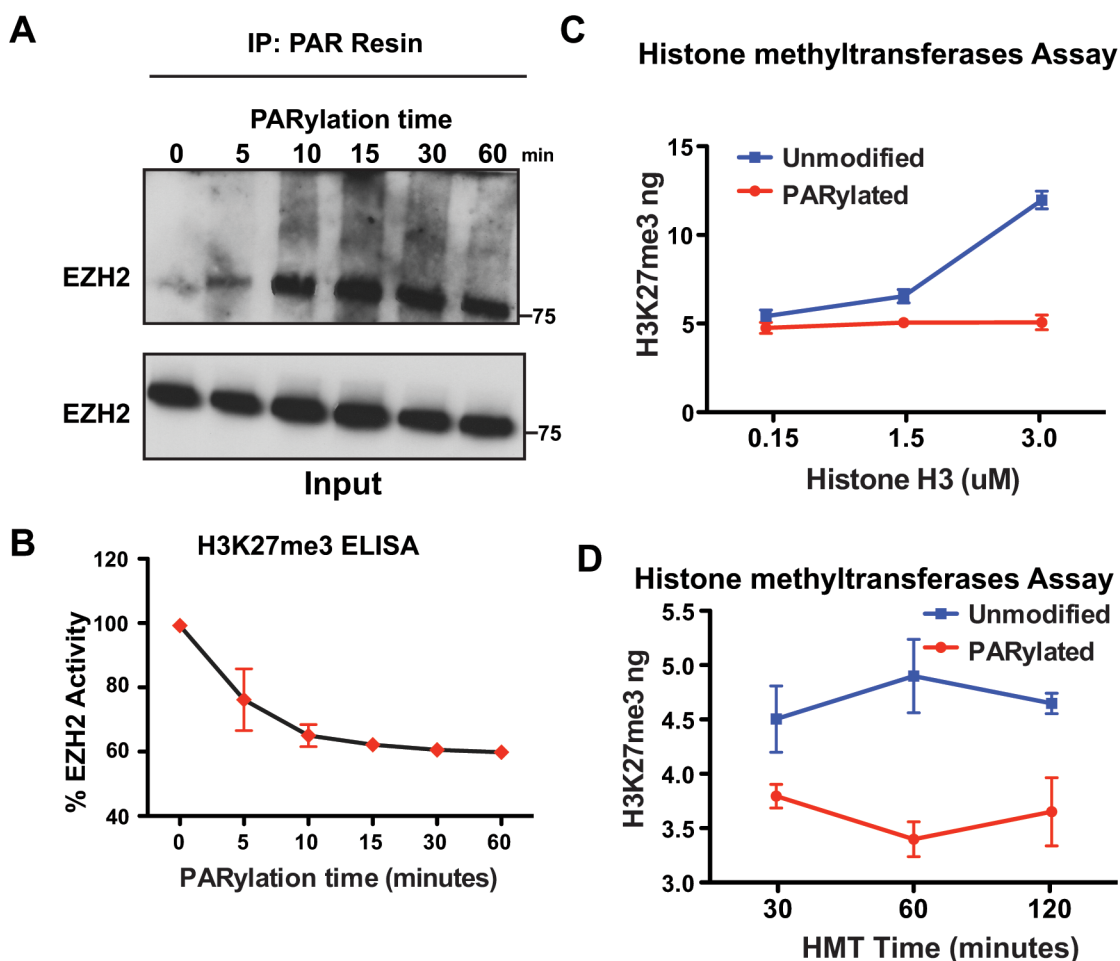 A
IP: PAR Resin
PARylation time
0 5 10 15 30 60 min
EZH2
75
EZH2
75
Input
B
H3K27me3 ELISA
120
100
80
60
40
% EZH2 Activity
0 5 10 15 30 60
PARylation time (minutes)
C
Histone methyltransferases Assay
15
10
5
0
H3K27me3 ng
Unmodified
PARylated
0.15 1.5 3.0
Histone H3 (uM)
D
Histone methyltransferases Assay
5.5
5.0
4.5
4.0
3.5
3.0
H3K27me3 ng
Unmodified
PARylated
30 60 120
HMT Time (minutes)